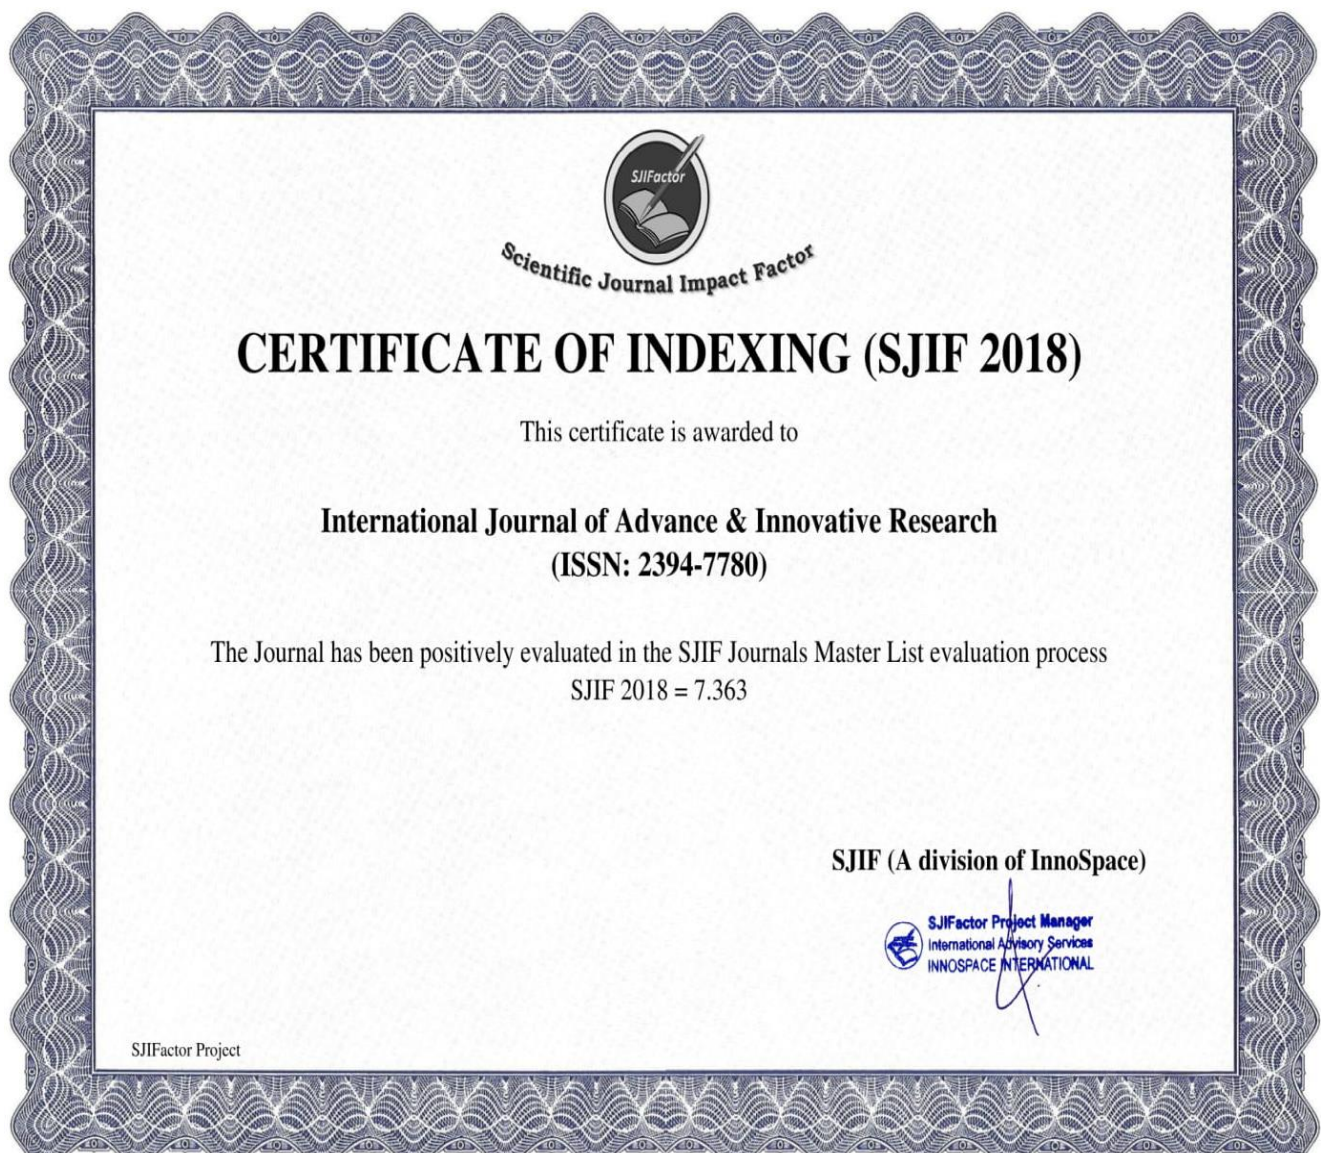 SJIFactor
Scientific Journal Impact Factor
CERTIFICATE OF INDEXING (SJIF 2018)
This certificate is awarded to
International Journal of Advance & Innovative Research
(ISSN: 2394-7780)
The Journal has been positively evaluated in the SJIF Journals Master List evaluation process
SJIF 2018 = 7.363
SJIF (A division of InnoSpace)
SJIFactor Project Manager
International Advisory Services
INNOSPACE INTERNATIONAL
SJIFactor Project